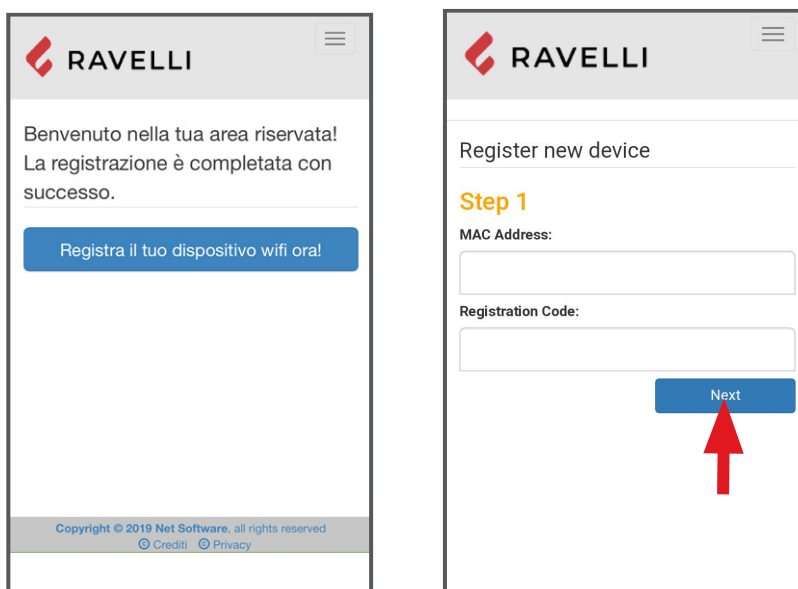 RAVELLI
Benvenuto nella tua area riservata!
La registrazione è completata con
successo.
Registra il tuo dispositivo wifi ora!
Copyright © 2019 Net Software, all rights reserved
© Crediti © Privacy
RAVELLI
Register new device
Step 1
MAC Address:
Registration Code:
Next